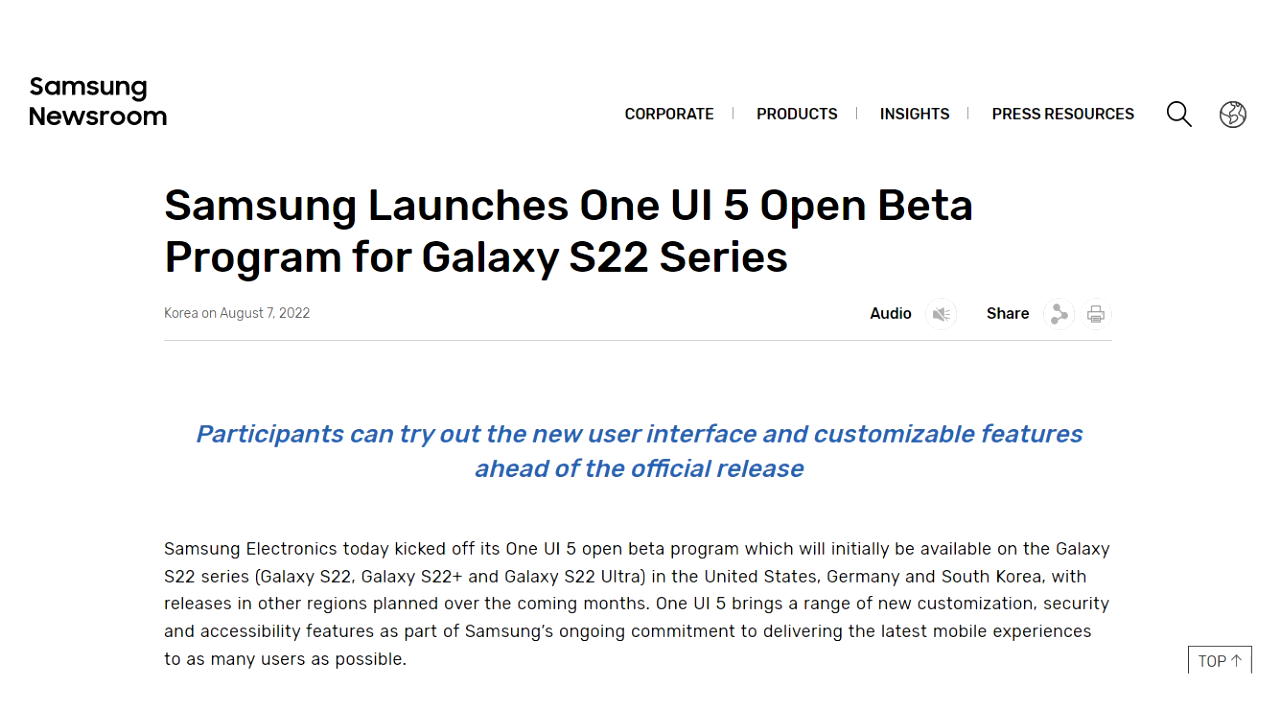 Samsung
Newsroom
CORPORATE
PRODUCTS
INSIGHTS
PRESS RESOURCES
Samsung Launches One UI 5 Open Beta
Program for Galaxy S22 Series
Korea on August 7, 2022
Audio
Share
Participants can try out the new user interface and customizable features
ahead of the official release
Samsung Electronics today kicked off its One UI 5 open beta program which will initially be available on the Galaxy
S22 series (Galaxy S22, Galaxy S22+ and Galaxy S22 Ultra) in the United States, Germany and South Korea, with
releases in other regions planned over the coming months. One UI 5 brings a range of new customization, security
and accessibility features as part of Samsung’s ongoing commitment to delivering the latest mobile experiences
to as many users as possible.
TOP ↑